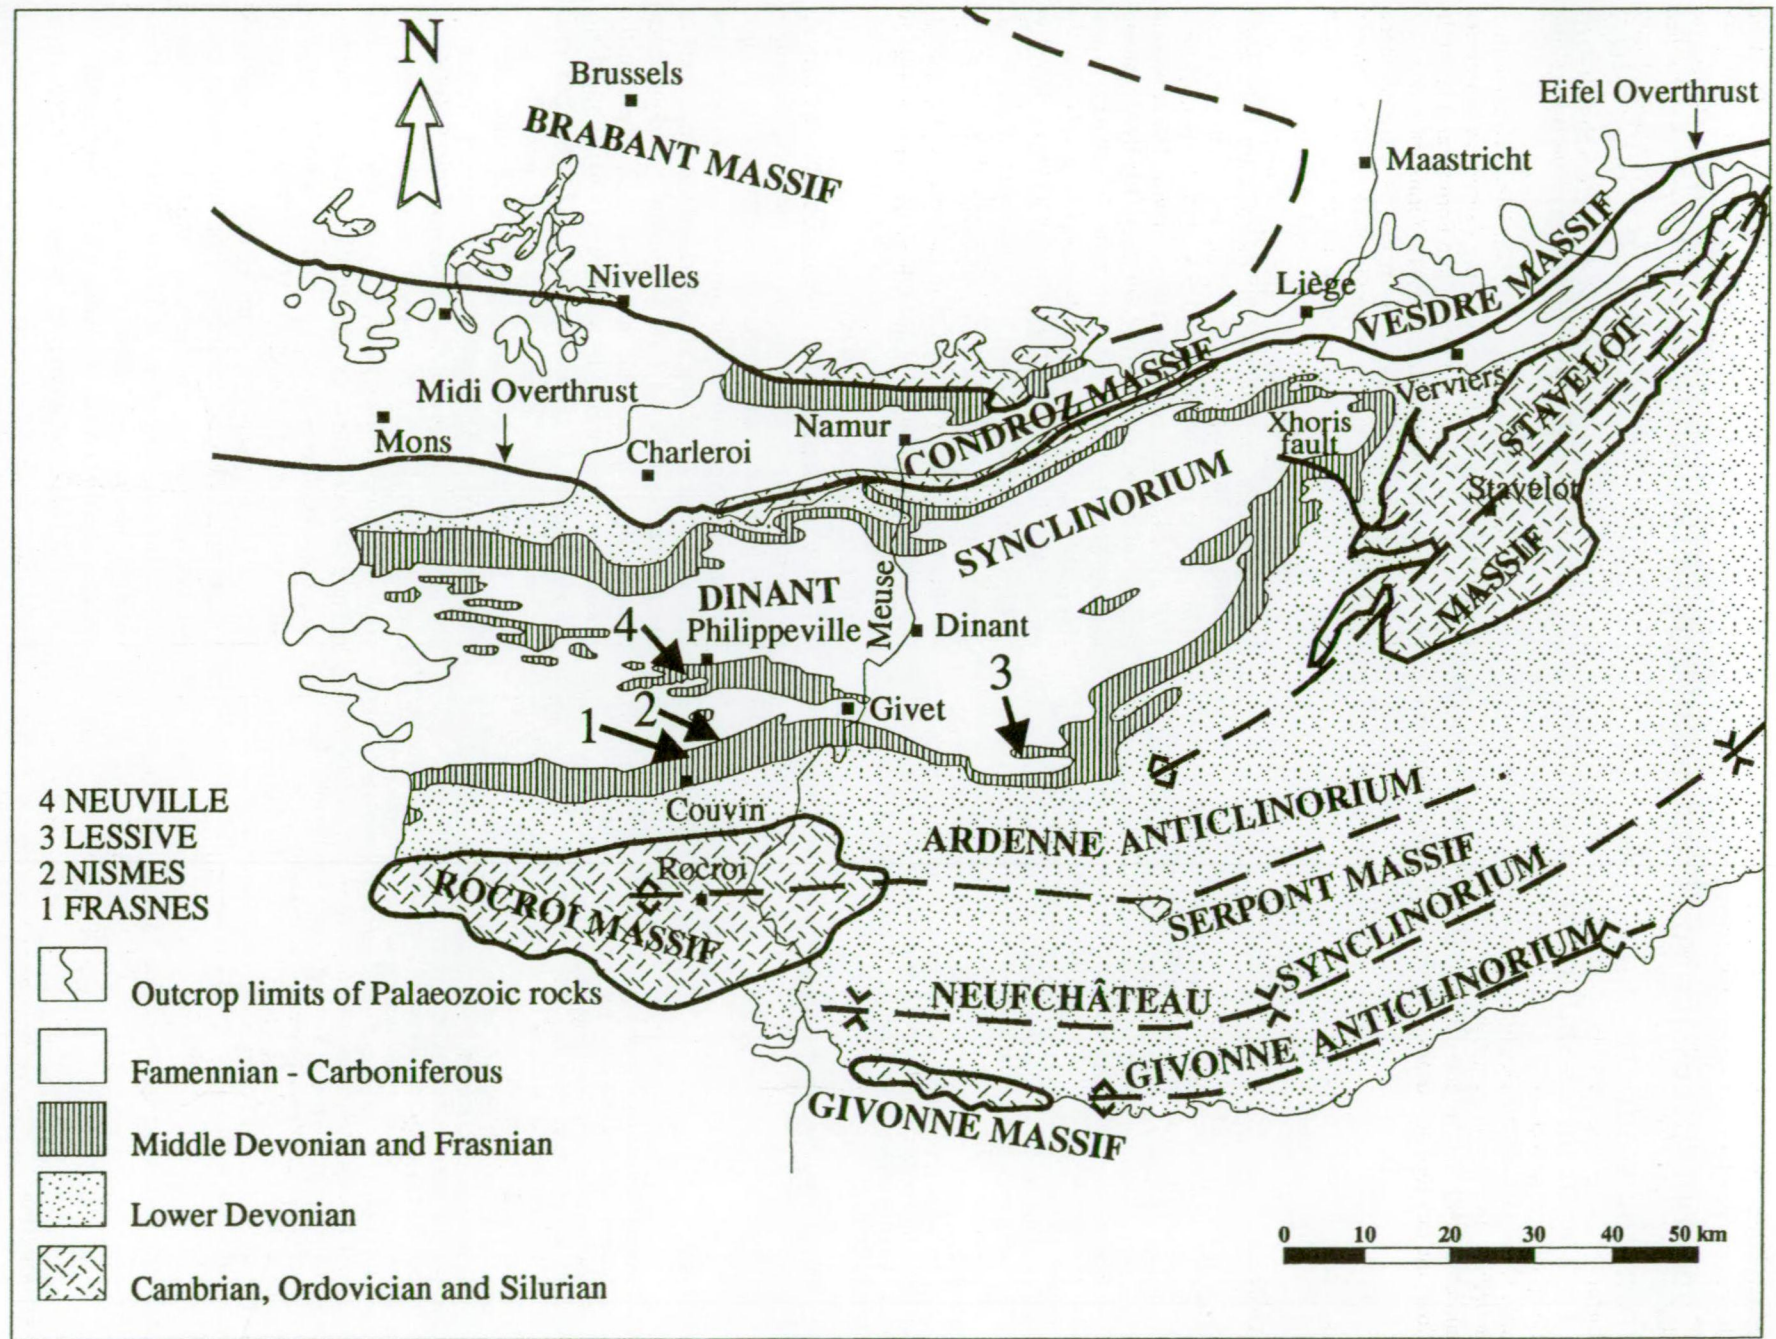 N
Brussels
BRABANT MASSIF
Eifel Overthrust
Maastricht
Nivelles
Liège
VESDRE MASSIF
Midi Overthrust
Mons
Charleroi
Namur
CONDROZ MASSIF
Verviers
Xhoris
fault
STAVELOT
Stavelot
MASSIF
SYNCLINORIUM
DINANT
Philippeville
Meuse
Dinant
4
3
2
1
Givet
Couvin
4 NEUVILLE
3 LESSIVE
2 NISMES
1 FRASNES
ARDENNE ANTICLINORIUM
Rocroi
ROCROI MASSIF
SERPONT MASSIF
NEUFCHÂTEAU
SYNCLINORIUM
GIVONNE ANTICLINORIUM
GIVONNE MASSIF
Outcrop limits of Palaeozoic rocks
Famennian - Carboniferous
Middle Devonian and Frasnian
Lower Devonian
Cambrian, Ordovician and Silurian
0 10 20 30 40 50 km